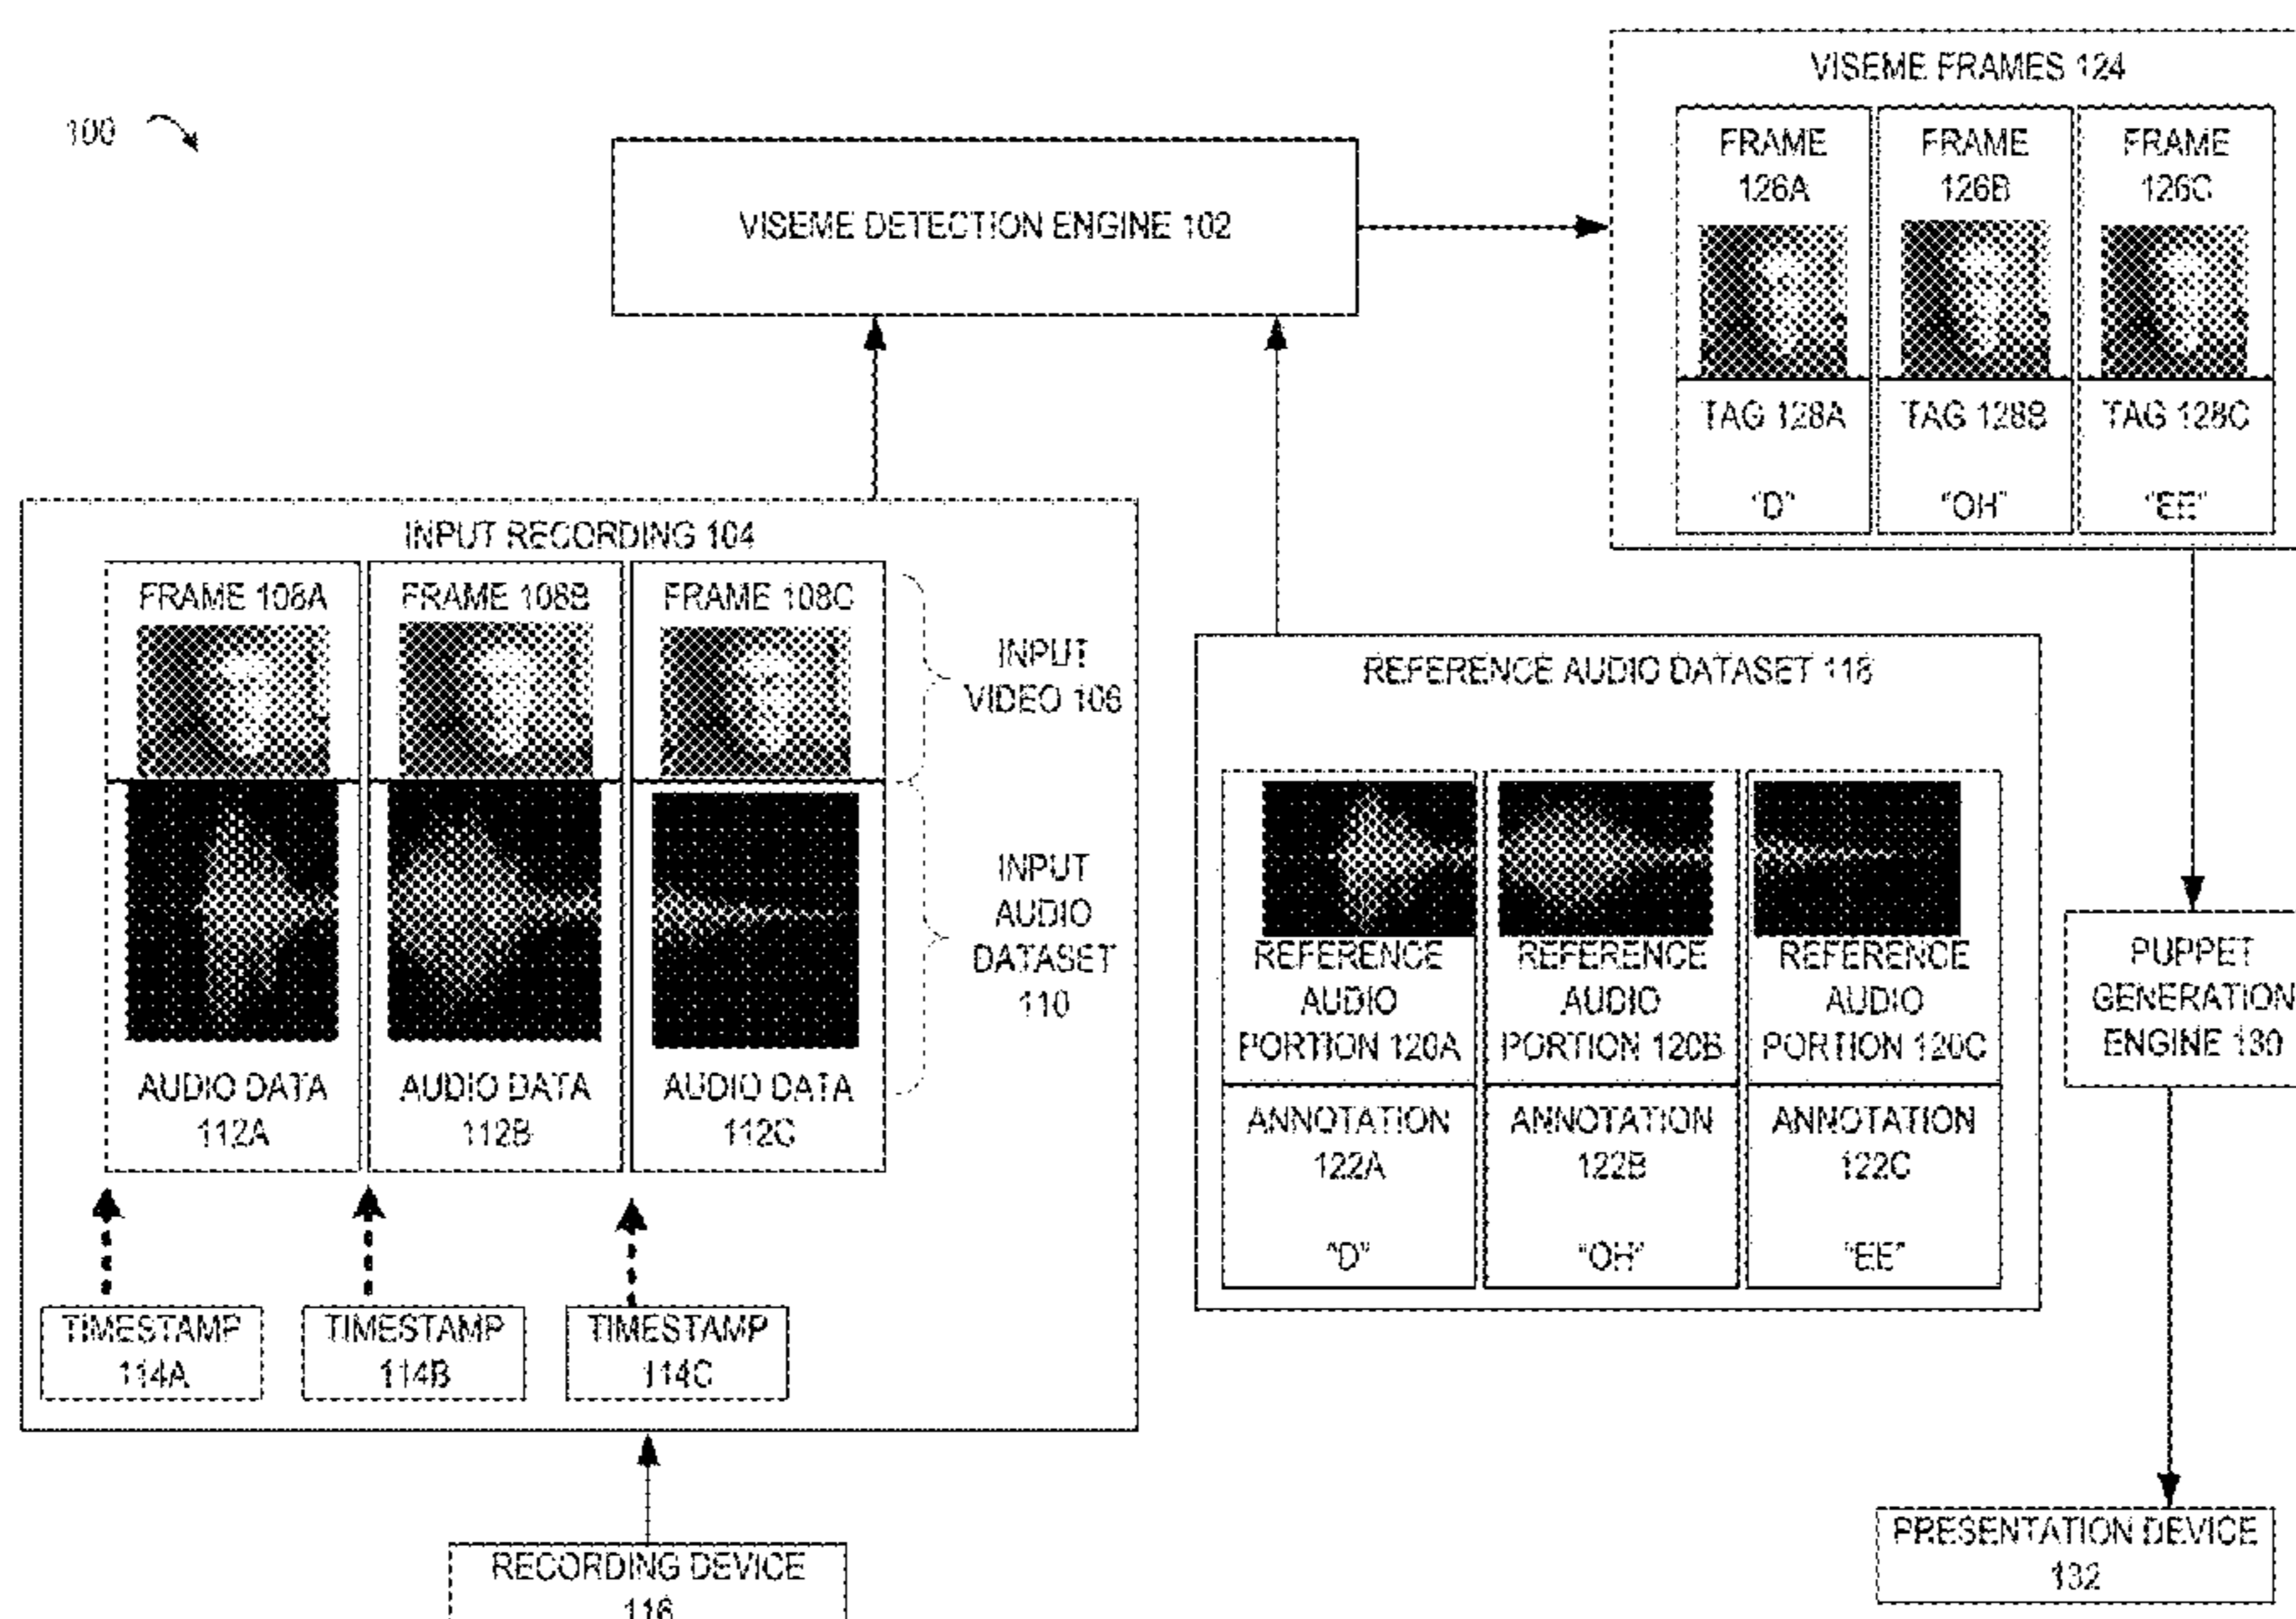 100
VISEME DETECTION ENGINE 102
VISEME FRAMES 124
FRAME
126A
FRAME
126B
FRAME
126C
TAG 128A
TAG 128B
TAG 128C
"D"
"OH"
"EE"
INPUT RECORDING 104
FRAME 108A
FRAME 108B
FRAME 108C
INPUT
VIDEO 106
INPUT
AUDIO
DATASET
110
AUDIO DATA
112A
AUDIO DATA
112B
AUDIO DATA
112C
TIMESTAMP
114A
TIMESTAMP
114B
TIMESTAMP
114C
RECORDING DEVICE
116
REFERENCE AUDIO DATASET 118
REFERENCE
AUDIO
PORTION 120A
REFERENCE
AUDIO
PORTION 120B
REFERENCE
AUDIO
PORTION 120C
ANNOTATION
122A
ANNOTATION
122B
ANNOTATION
122C
"D"
"OH"
"EE"
PUPPET
GENERATION
ENGINE 130
PRESENTATION DEVICE
132